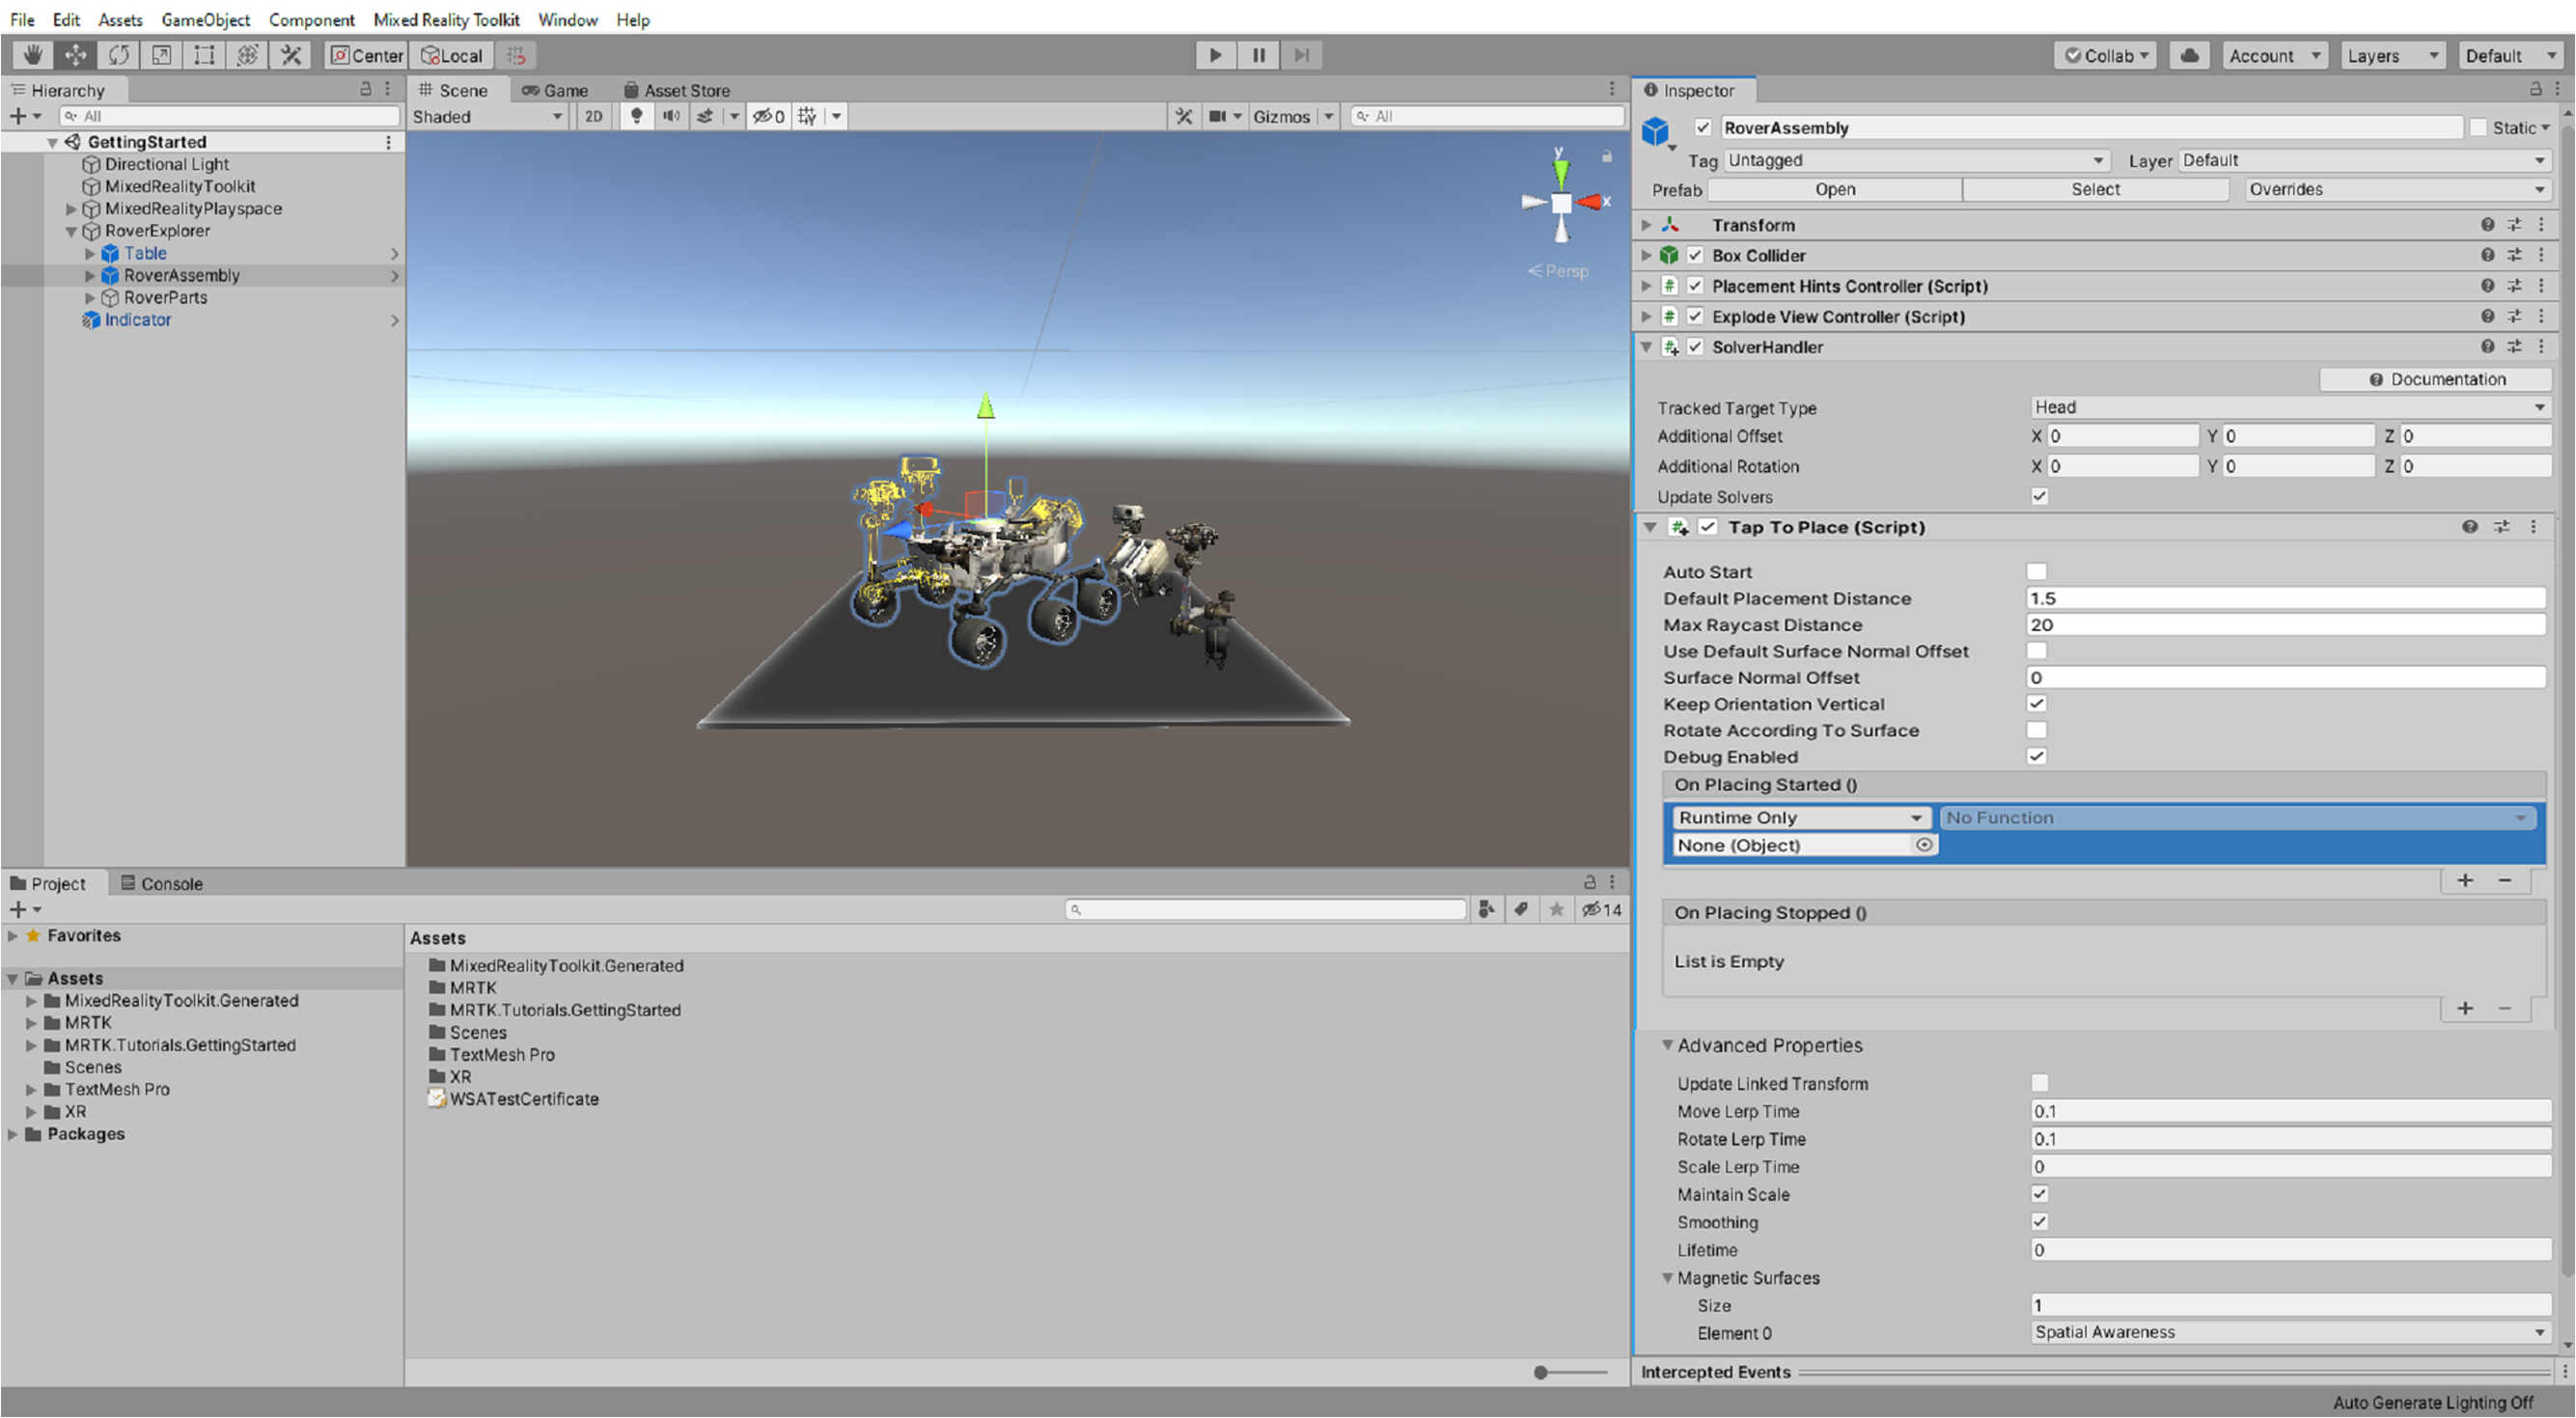 File Edit Assets GameObject Component Mixed Reality Toolkit Window Help
Center Local Collab Account Layers Default
Hierarchy
All
GettingStarted
Directional Light
MixedRealityToolkit
MixedRealityPlayspace
RoverExplorer
Table
RoverAssembly
RoverParts
Indicator
Scene Game Asset Store
Shaded 2D 0 Gizmos All
y
x
Persp
Project Console
14
Favorites
Assets
MixedRealityToolkit.Generated
MRTK
MRTK.Tutorials.GettingStarted
Scenes
TextMesh Pro
XR
Packages
Assets
MixedRealityToolkit.Generated
MRTK
MRTK.Tutorials.GettingStarted
Scenes
TextMesh Pro
XR
WSATestCertificate
Inspector
RoverAssembly Static
Tag Untagged Layer Default
Prefab Open Select Overrides
Transform
Box Collider
# Placement Hints Controller (Script)
# Explode View Controller (Script)
# SolverHandler
Documentation
Tracked Target Type Head
Additional Offset X 0 Y 0 Z 0
Additional Rotation X 0 Y 0 Z 0
Update Solvers
# Tap To Place (Script)
Auto Start
Default Placement Distance 1.5
Max Raycast Distance 20
Use Default Surface Normal Offset
Surface Normal Offset 0
Keep Orientation Vertical
Rotate According To Surface
Debug Enabled
On Placing Started ()
Runtime Only No Function
None (Object)
+ −
On Placing Stopped ()
List is Empty
+ −
Advanced Properties
Update Linked Transform
Move Lerp Time 0.1
Rotate Lerp Time 0.1
Scale Lerp Time 0
Maintain Scale
Smoothing
Lifetime 0
Magnetic Surfaces
Size 1
Element 0 Spatial Awareness
Intercepted Events
Auto Generate Lighting Off